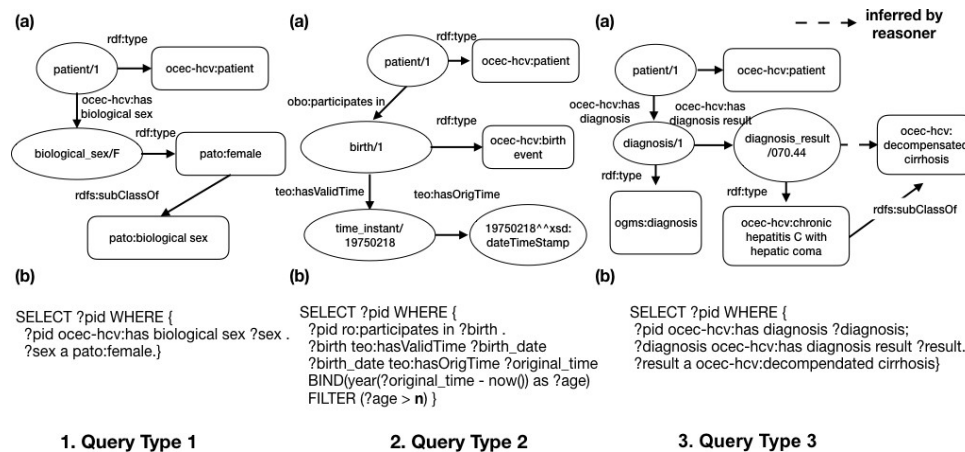 (a)
rdf:type
patient/1
ocec-hcv:patient
ocec-hcv:has
biological sex
rdf:type
biological_sex/F
pato:female
rdfs:subClassOf
pato:biological sex
(b)
SELECT ?pid WHERE {
?pid ocec-hcv:has biological sex ?sex .
?sex a pato:female.}
1. Query Type 1
(a)
rdf:type
patient/1
ocec-hcv:patient
obo:participates in
rdf:type
birth/1
ocec-hcv:birth
event
teo:hasValidTime
teo:hasOrigTime
time_instant/
19750218
19750218^^xsd:
dateTimeStamp
(b)
SELECT ?pid WHERE {
?pid ro:participates in ?birth .
?birth teo:hasValidTime ?birth_date
?birth_date teo:hasOrigTime ?original_time
BIND(year(?original_time - now()) as ?age)
FILTER (?age > n) }
2. Query Type 2
(a)
inferred by
reasoner
rdf:type
patient/1
ocec-hcv:patient
ocec-hcv:has
diagnosis
ocec-hcv:has
diagnosis result
diagnosis/1
diagnosis_result
/070.44
ocec-hcv:
decompensated
cirrhosis
rdf:type
rdf:type
rdfs:subClassOf
ogms:diagnosis
ocec-hcv:chronic
hepatitis C with
hepatic coma
(b)
SELECT ?pid WHERE {
?pid ocec-hcv:has diagnosis ?diagnosis;
?diagnosis ocec-hcv:has diagnosis result ?result.
?result a ocec-hcv:decompendated cirrhosis}
3. Query Type 3